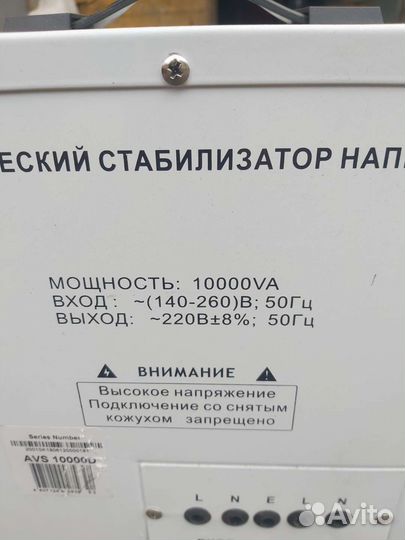 ЕСКИЙ СТАБИЛИЗАТОР НАП
МОЩНОСТЬ: 10000VA
ВХОД : ~(140-260)В; 50Гц
ВЫХОД: ~220В±8%; 50Гц
ВНИМАНИЕ
Высокое напряжение
Подключение со снятым
кожухом запрещено
Series Number
AVS 10000D
L N E L N
Avito